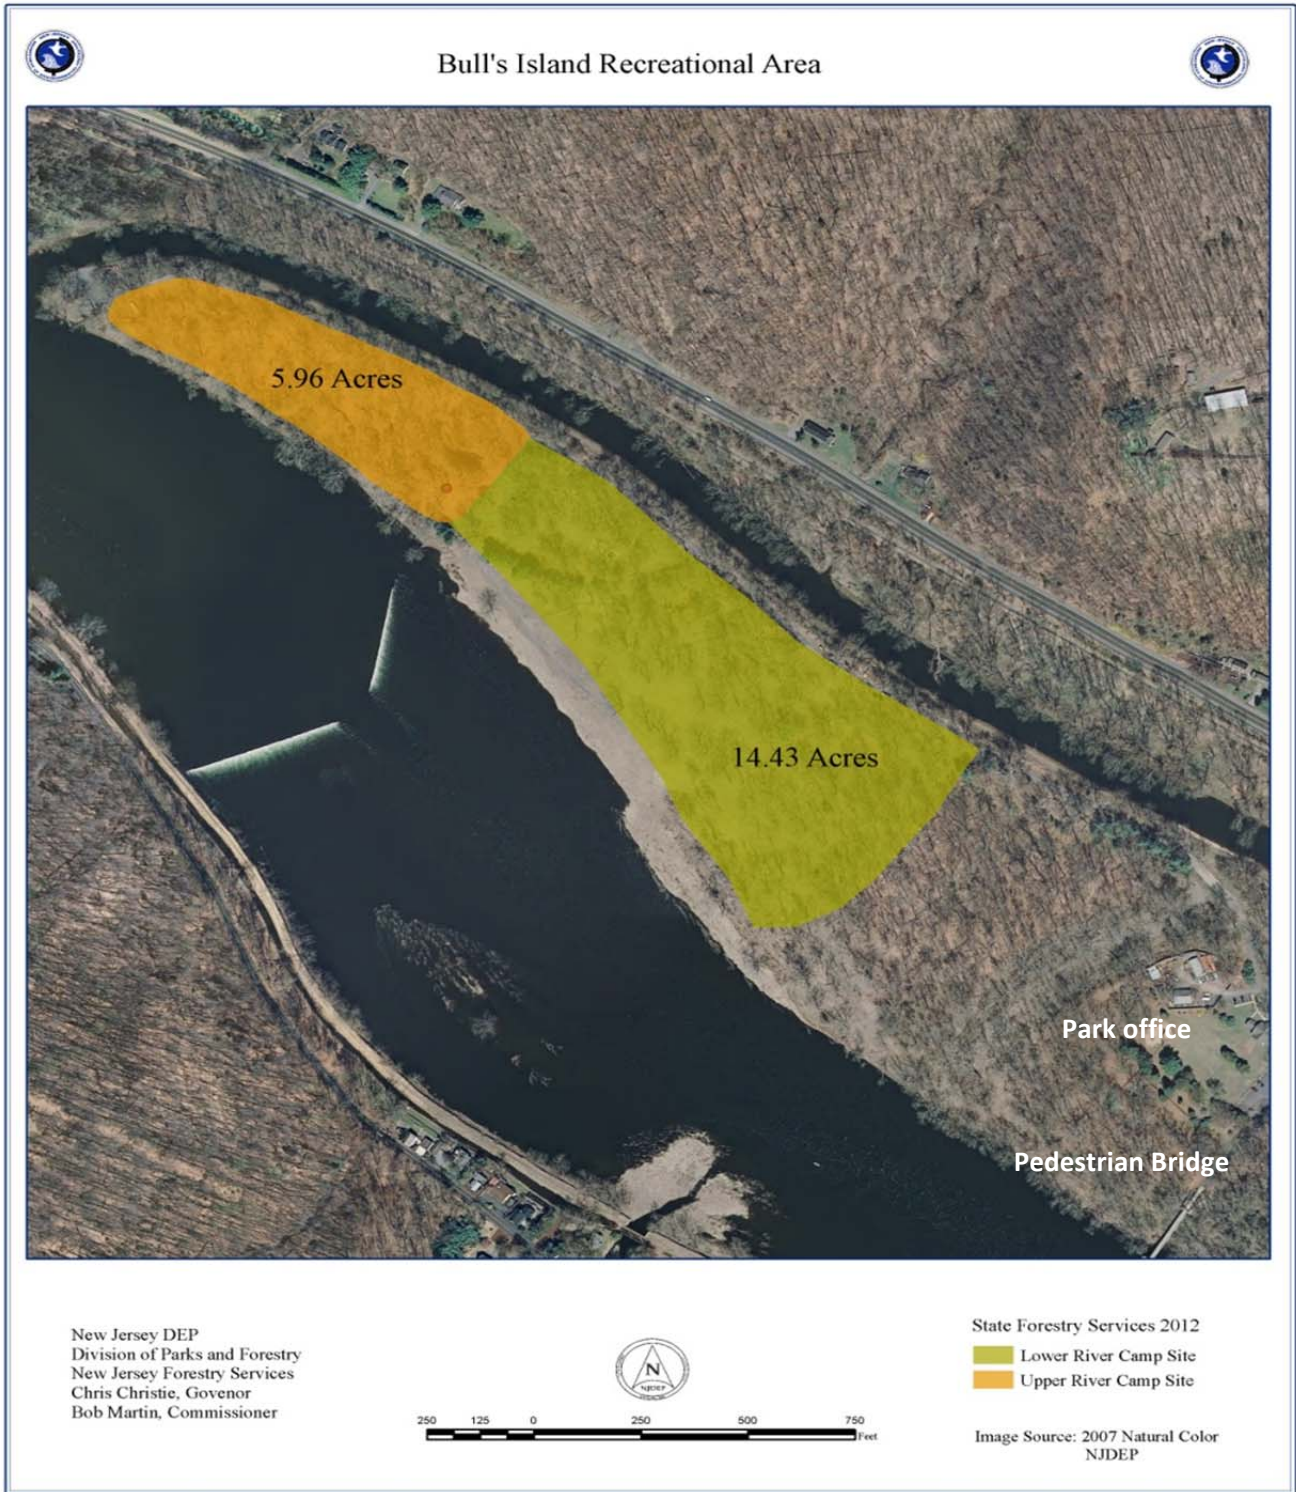 Bull's Island Recreational Area
5.96 Acres
14.43 Acres
Park office
Pedestrian Bridge
New Jersey DEP
Division of Parks and Forestry
New Jersey Forestry Services
Chris Christie, Govenor
Bob Martin, Commissioner
N
NJDEP
250 125 0 250 500 750
Feet
State Forestry Services 2012
Lower River Camp Site
Upper River Camp Site
Image Source: 2007 Natural Color
NJDEP